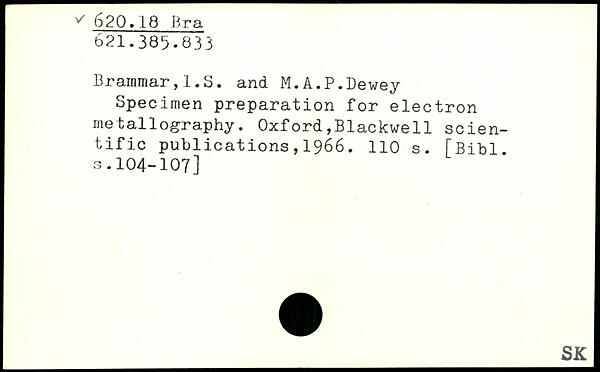 ✓ 620.18 Bra
621.385.833
Brammar,I.S. and M.A.P.Dewey
Specimen preparation for electron
metallography. Oxford,Blackwell scien-
tific publications,1966. 110 s. [Bibl.
s.104-107]
SK